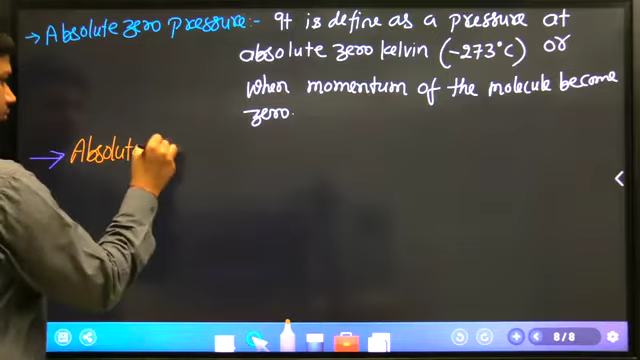 → Absolute zero pressure :- It is define as a pressure at
absolute zero kelvin (-273°C) or
when momentum of the molecule become
zero.
→ Absolut
8/8